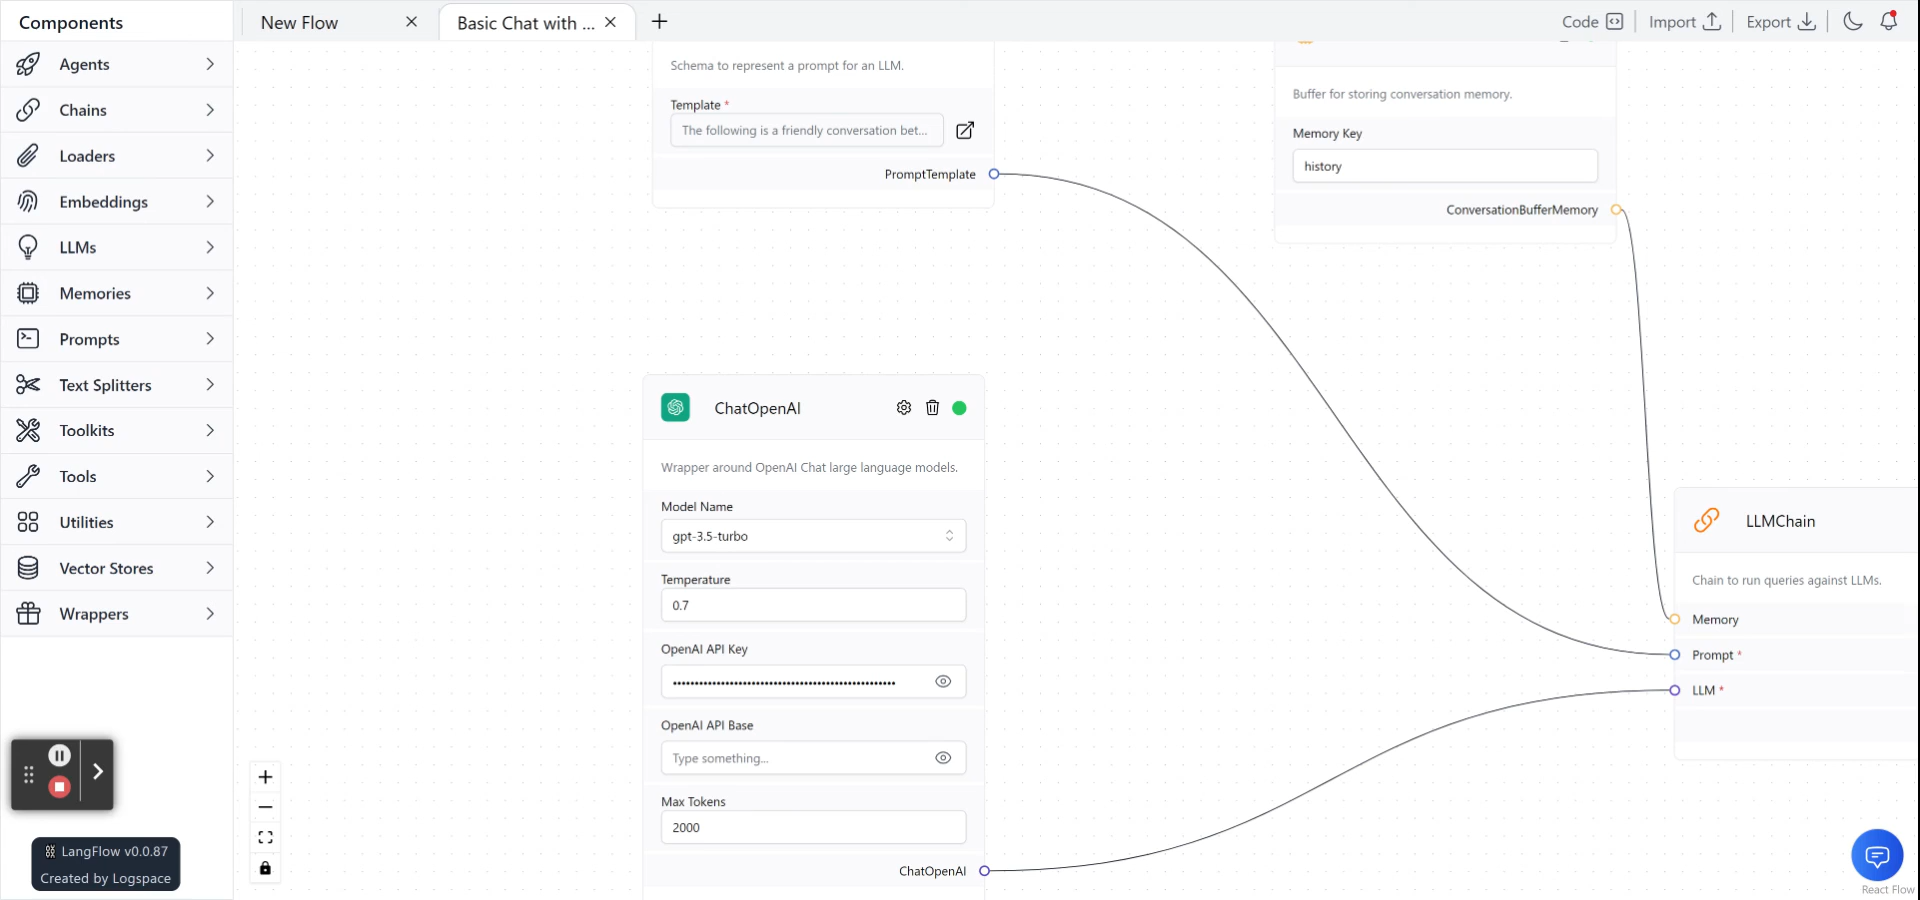 Components
New Flow
Basic Chat with ...
Code
Import
Export
Agents
Chains
Loaders
Embeddings
LLMs
Memories
Prompts
Text Splitters
Toolkits
Tools
Utilities
Vector Stores
Wrappers
LangFlow v0.0.87
Created by Logspace
Schema to represent a prompt for an LLM.
Template *
The following is a friendly conversation bet...
PromptTemplate
Buffer for storing conversation memory.
Memory Key
history
ConversationBufferMemory
ChatOpenAI
Wrapper around OpenAI Chat large language models.
Model Name
gpt-3.5-turbo
Temperature
0.7
OpenAI API Key
OpenAI API Base
Type something...
Max Tokens
2000
ChatOpenAI
LLMChain
Chain to run queries against LLMs.
Memory
Prompt *
LLM *
React Flow